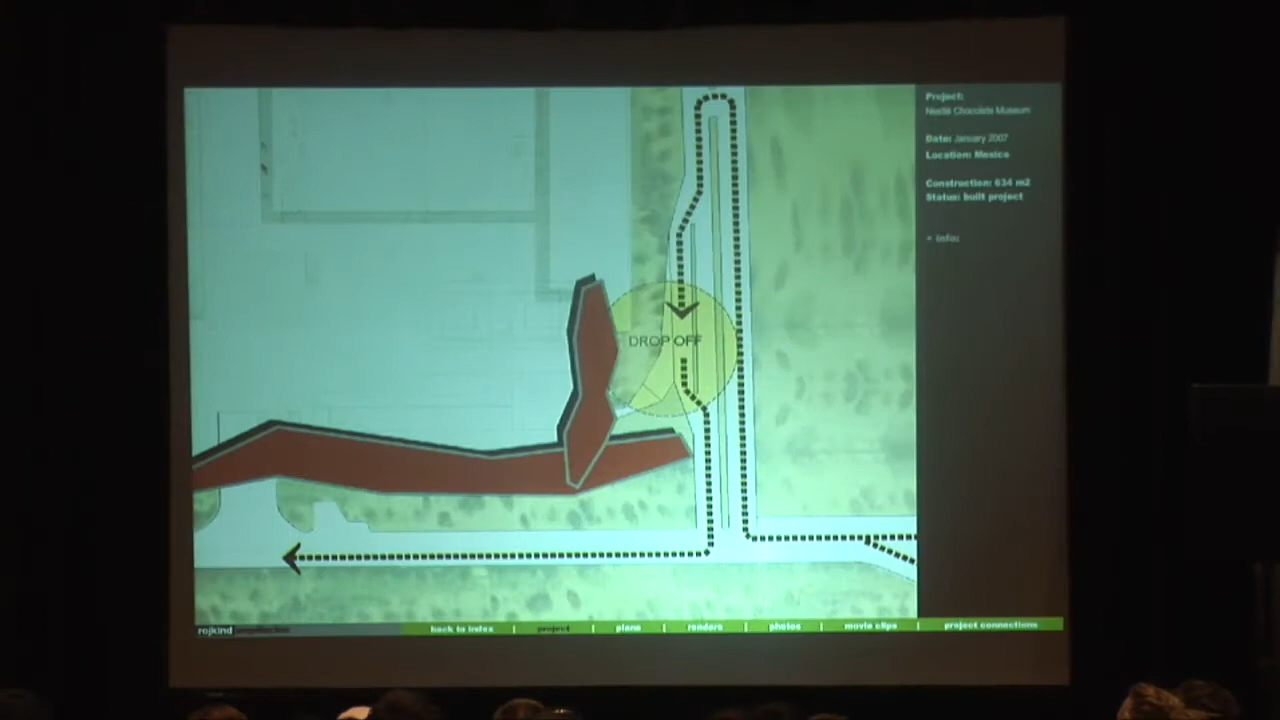 Project:
Nestlé Chocolate Museum
Date: January 2007
Location: Mexico
Construction: 634 m2
Status: built project
DROP OFF
rojkind arquitectos
back to index | project | plans | renders | photos | movie clips | project connections